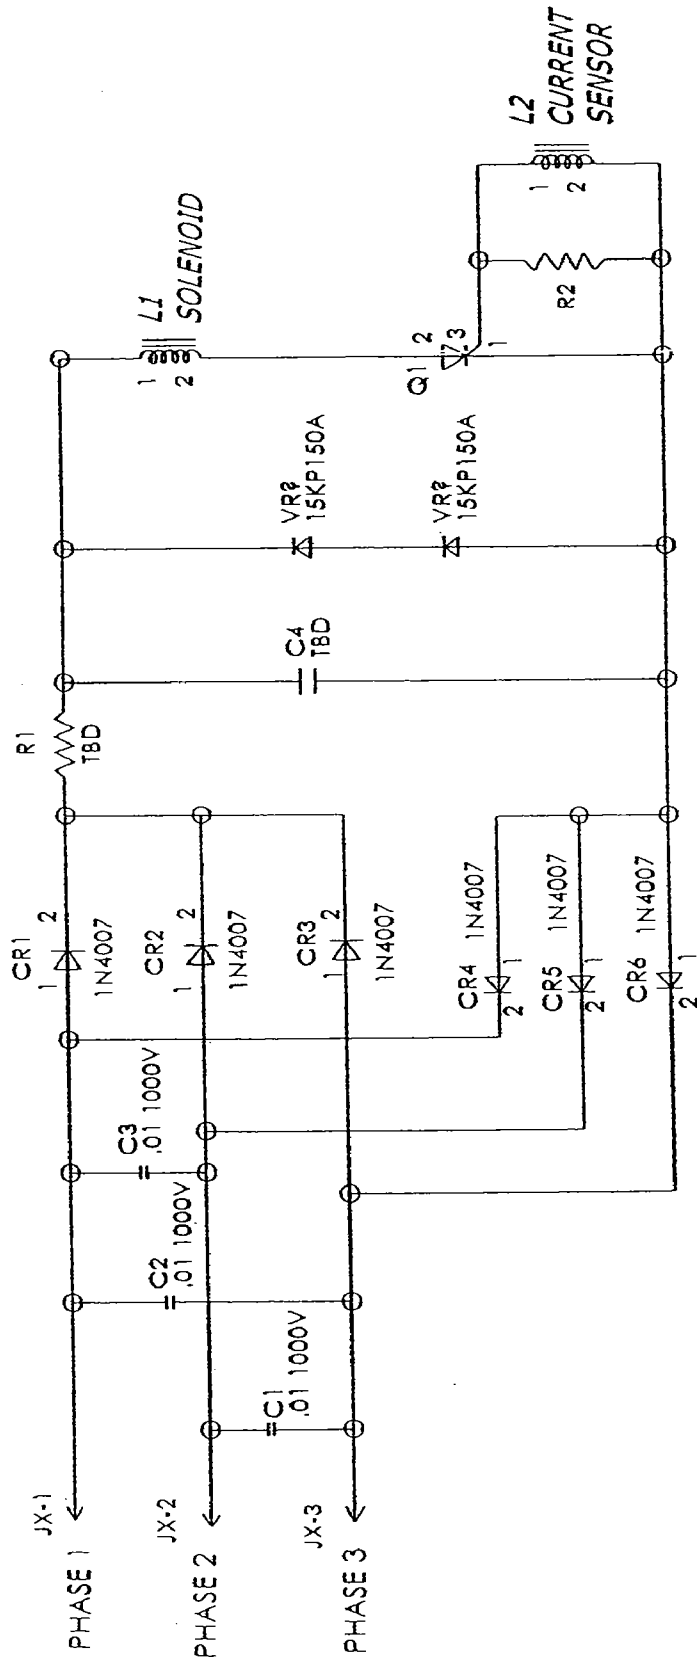 JX-1
PHASE 1
JX-2
PHASE 2
JX-3
PHASE 3
C1
.01 1000V
C2
.01 1000V
C3
.01 1000V
CR1
1 2
1N4007
CR2
1 2
1N4007
CR3
1 2
1N4007
CR4
2 1
1N4007
CR5
2 1
1N4007
CR6
2 1
1N4007
R1
TBD
C4
TBD
VR?
15KP150A
VR?
15KP150A
L1
SOLENOID
1
2
Q1
2
3
1
R2
L2
CURRENT
SENSOR
1
2